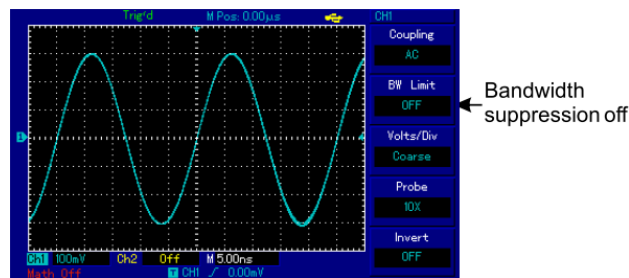 Trig'd M Pos: 0.00μs CH1
Coupling
AC
BW Limit
OFF
Volts/Div
Coarse
Probe
10X
Invert
OFF
Bandwidth
suppression off
1
Ch1 100mV Ch2 Off M 5.00ns
Math Off T CH1 / 0.00mV